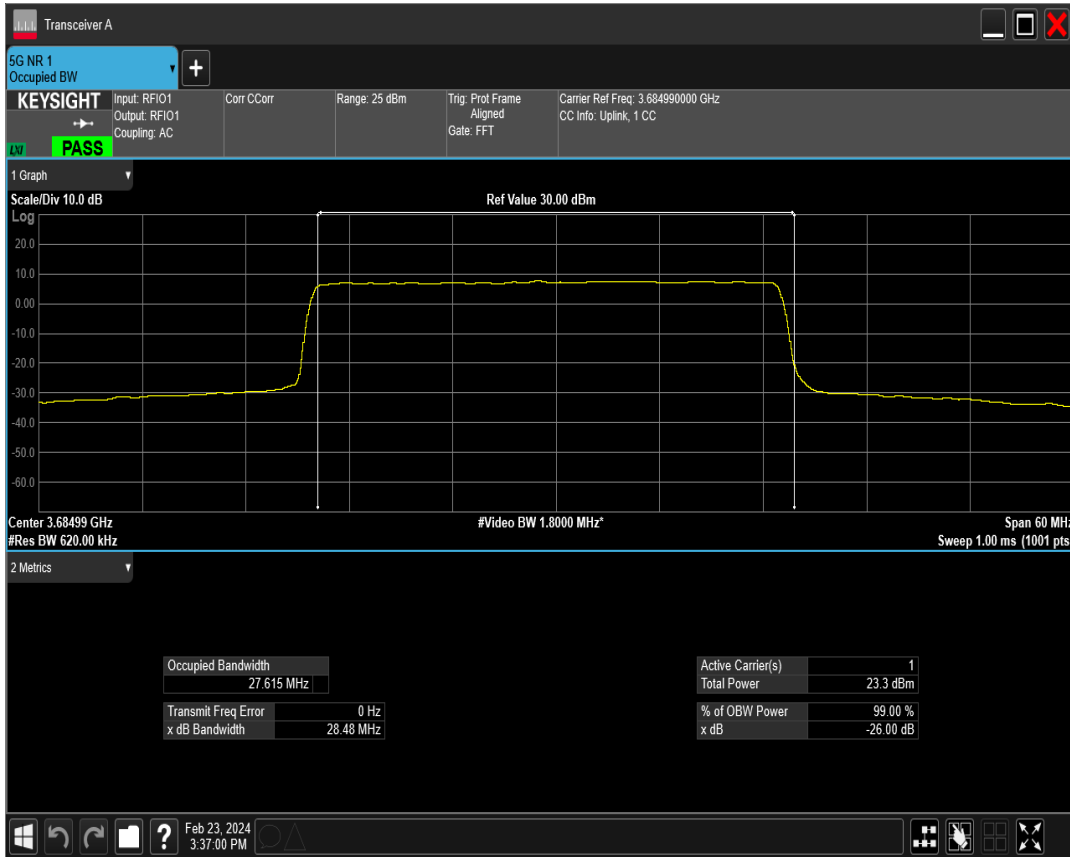 Transceiver A
5G NR 1
Occupied BW
KEYSIGHT
LXI
PASS
Input: RFIO1
Output: RFIO1
Coupling: AC
Corr CCorr
Range: 25 dBm
Trig: Prot Frame
Aligned
Gate: FFT
Carrier Ref Freq: 3.684990000 GHz
CC Info: Uplink, 1 CC
1 Graph
Scale/Div 10.0 dB
Ref Value 30.00 dBm
Log
20.0
10.0
0.00
-10.0
-20.0
-30.0
-40.0
-50.0
-60.0
Center 3.68499 GHz
#Video BW 1.8000 MHz*
Span 60 MHz
#Res BW 620.00 kHz
Sweep 1.00 ms (1001 pts
2 Metrics
Occupied Bandwidth
27.615 MHz
Transmit Freq Error 0 Hz
x dB Bandwidth 28.48 MHz
Active Carrier(s) 1
Total Power 23.3 dBm
% of OBW Power 99.00 %
x dB -26.00 dB
?
Feb 23, 2024
3:37:00 PM